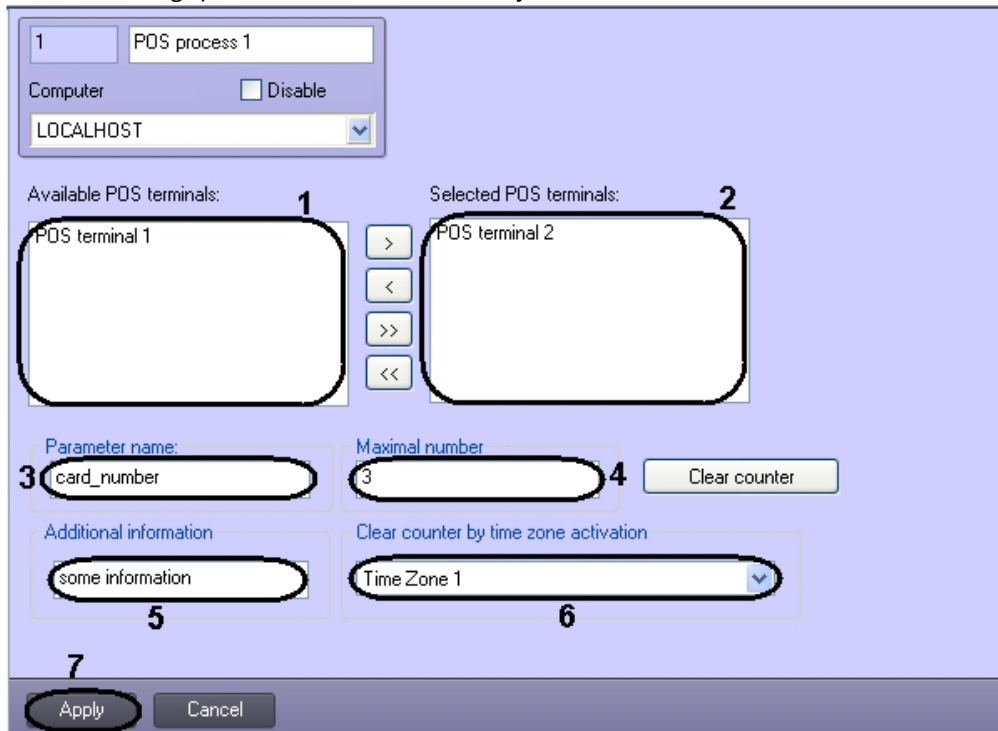 1 POS process 1
Computer Disable
LOCALHOST
Available POS terminals: 1 Selected POS terminals: 2
POS terminal 1 > POS terminal 2
<
>>
<<
Parameter name: Maximal number
3 card_number 3 4 Clear counter
Additional information Clear counter by time zone activation
some information Time Zone 1
5 6
7
Apply Cancel